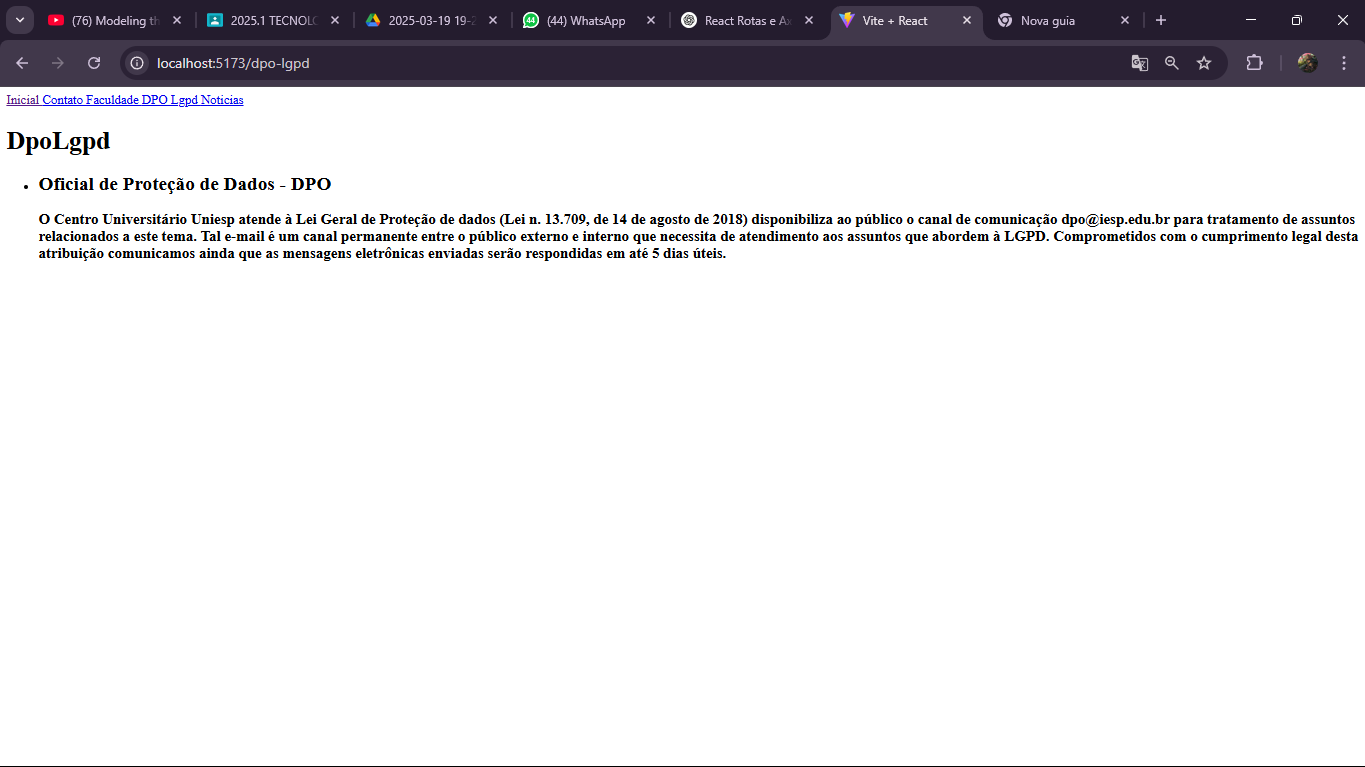 (76) Modeling th
2025.1 TECNOLO
2025-03-19 19-2
44
(44) WhatsApp
React Rotas e Ax
Vite + React
Nova guia
localhost:5173/dpo-lgpd
Inicial Contato Faculdade DPO Lgpd Noticias
DpoLgpd
Oficial de Proteção de Dados - DPO
O Centro Universitário Uniesp atende à Lei Geral de Proteção de dados (Lei n. 13.709, de 14 de agosto de 2018) disponibiliza ao público o canal de comunicação dpo@iesp.edu.br para tratamento de assuntos
relacionados a este tema. Tal e-mail é um canal permanente entre o público externo e interno que necessita de atendimento aos assuntos que abordem à LGPD. Comprometidos com o cumprimento legal desta
atribuição comunicamos ainda que as mensagens eletrônicas enviadas serão respondidas em até 5 dias úteis.